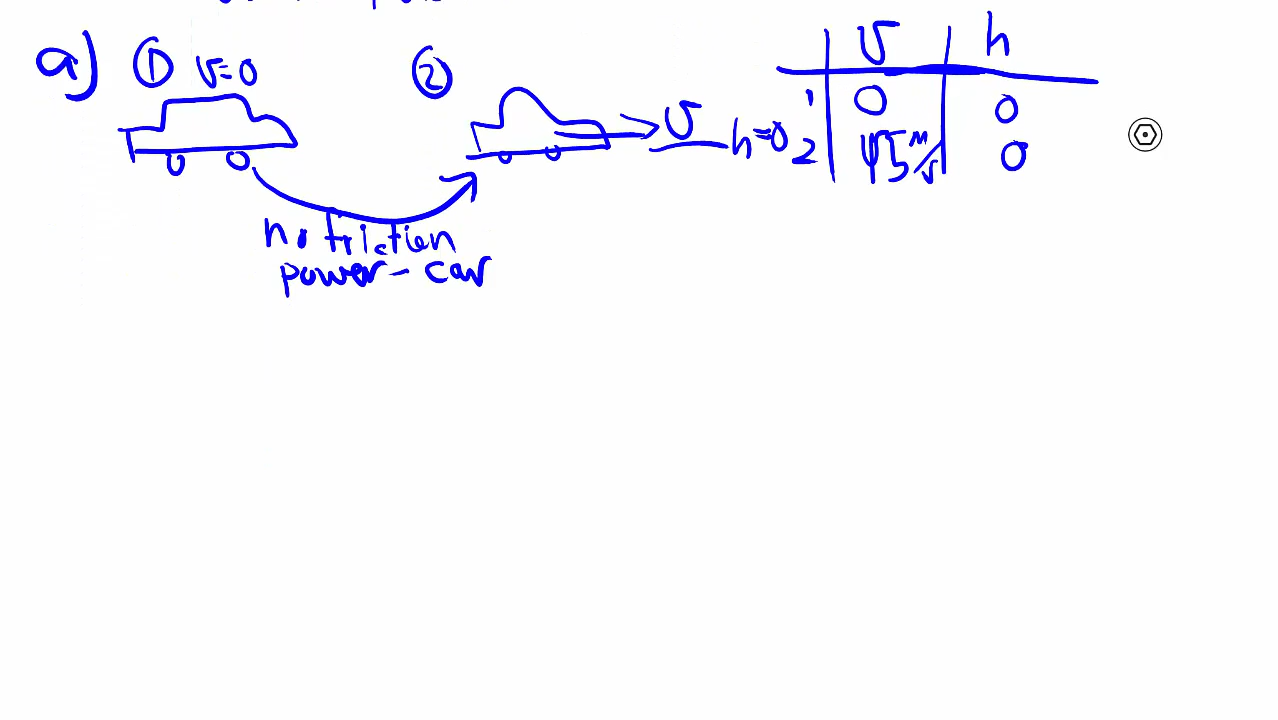 a) ① v=0
②
v
h=0
v h
1 0 0
2 45 m/s 0
no friction
power - car